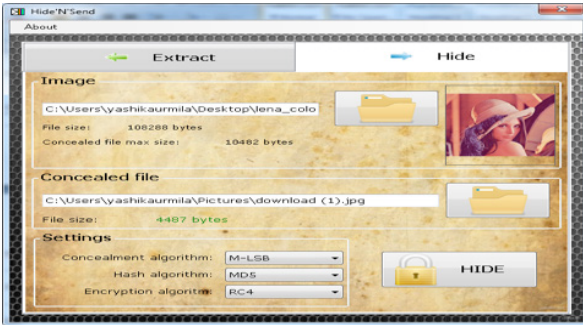 Hide'N'Send
About
Extract
Hide
Image
C:\Users\yashikaurmila\Desktop\lena_colo
File size: 108288 bytes
Concealed file max size: 10482 bytes
Concealed file
C:\Users\yashikaurmila\Pictures\download (1).jpg
File size: 4487 bytes
Settings
Concealment algorithm: M-LSB
Hash algorithm: MD5
Encryption algoritm: RC4
HIDE